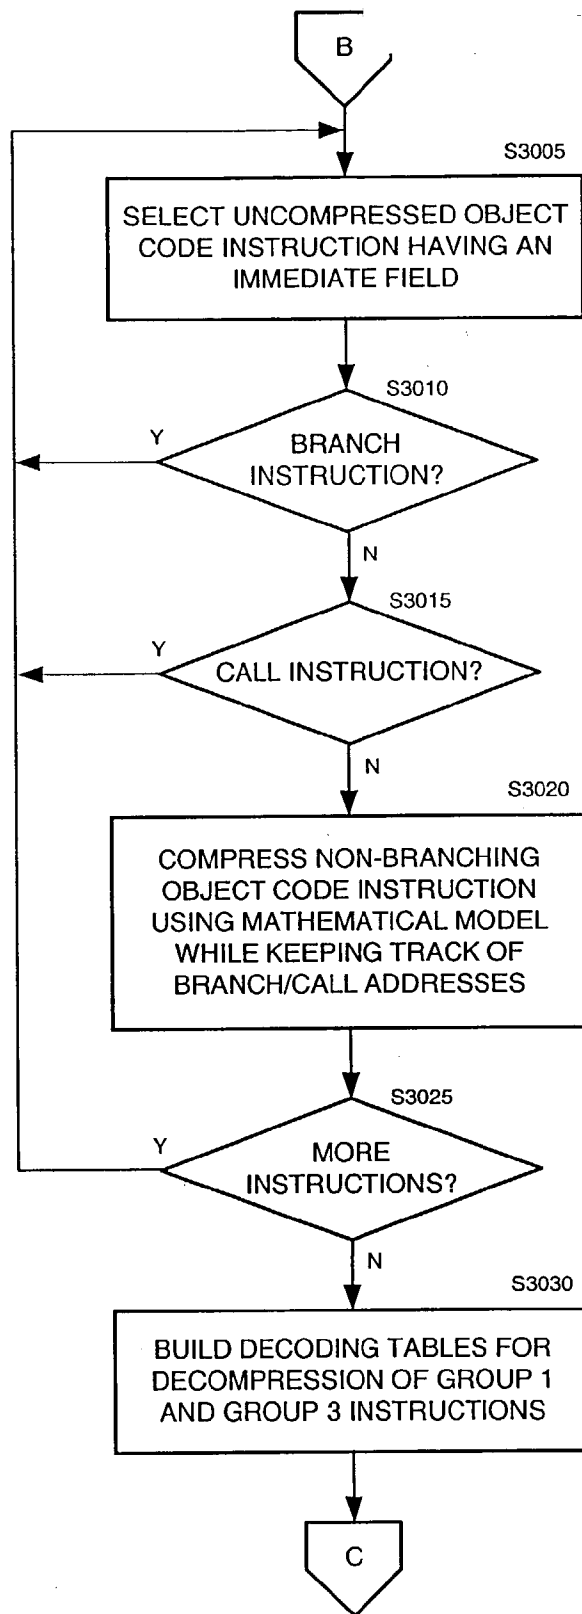 B
S3005
SELECT UNCOMPRESSED OBJECT
CODE INSTRUCTION HAVING AN
IMMEDIATE FIELD
S3010
Y
BRANCH
INSTRUCTION?
N
S3015
Y
CALL INSTRUCTION?
N
S3020
COMPRESS NON-BRANCHING
OBJECT CODE INSTRUCTION
USING MATHEMATICAL MODEL
WHILE KEEPING TRACK OF
BRANCH/CALL ADDRESSES
S3025
Y
MORE
INSTRUCTIONS?
N
S3030
BUILD DECODING TABLES FOR
DECOMPRESSION OF GROUP 1
AND GROUP 3 INSTRUCTIONS
C